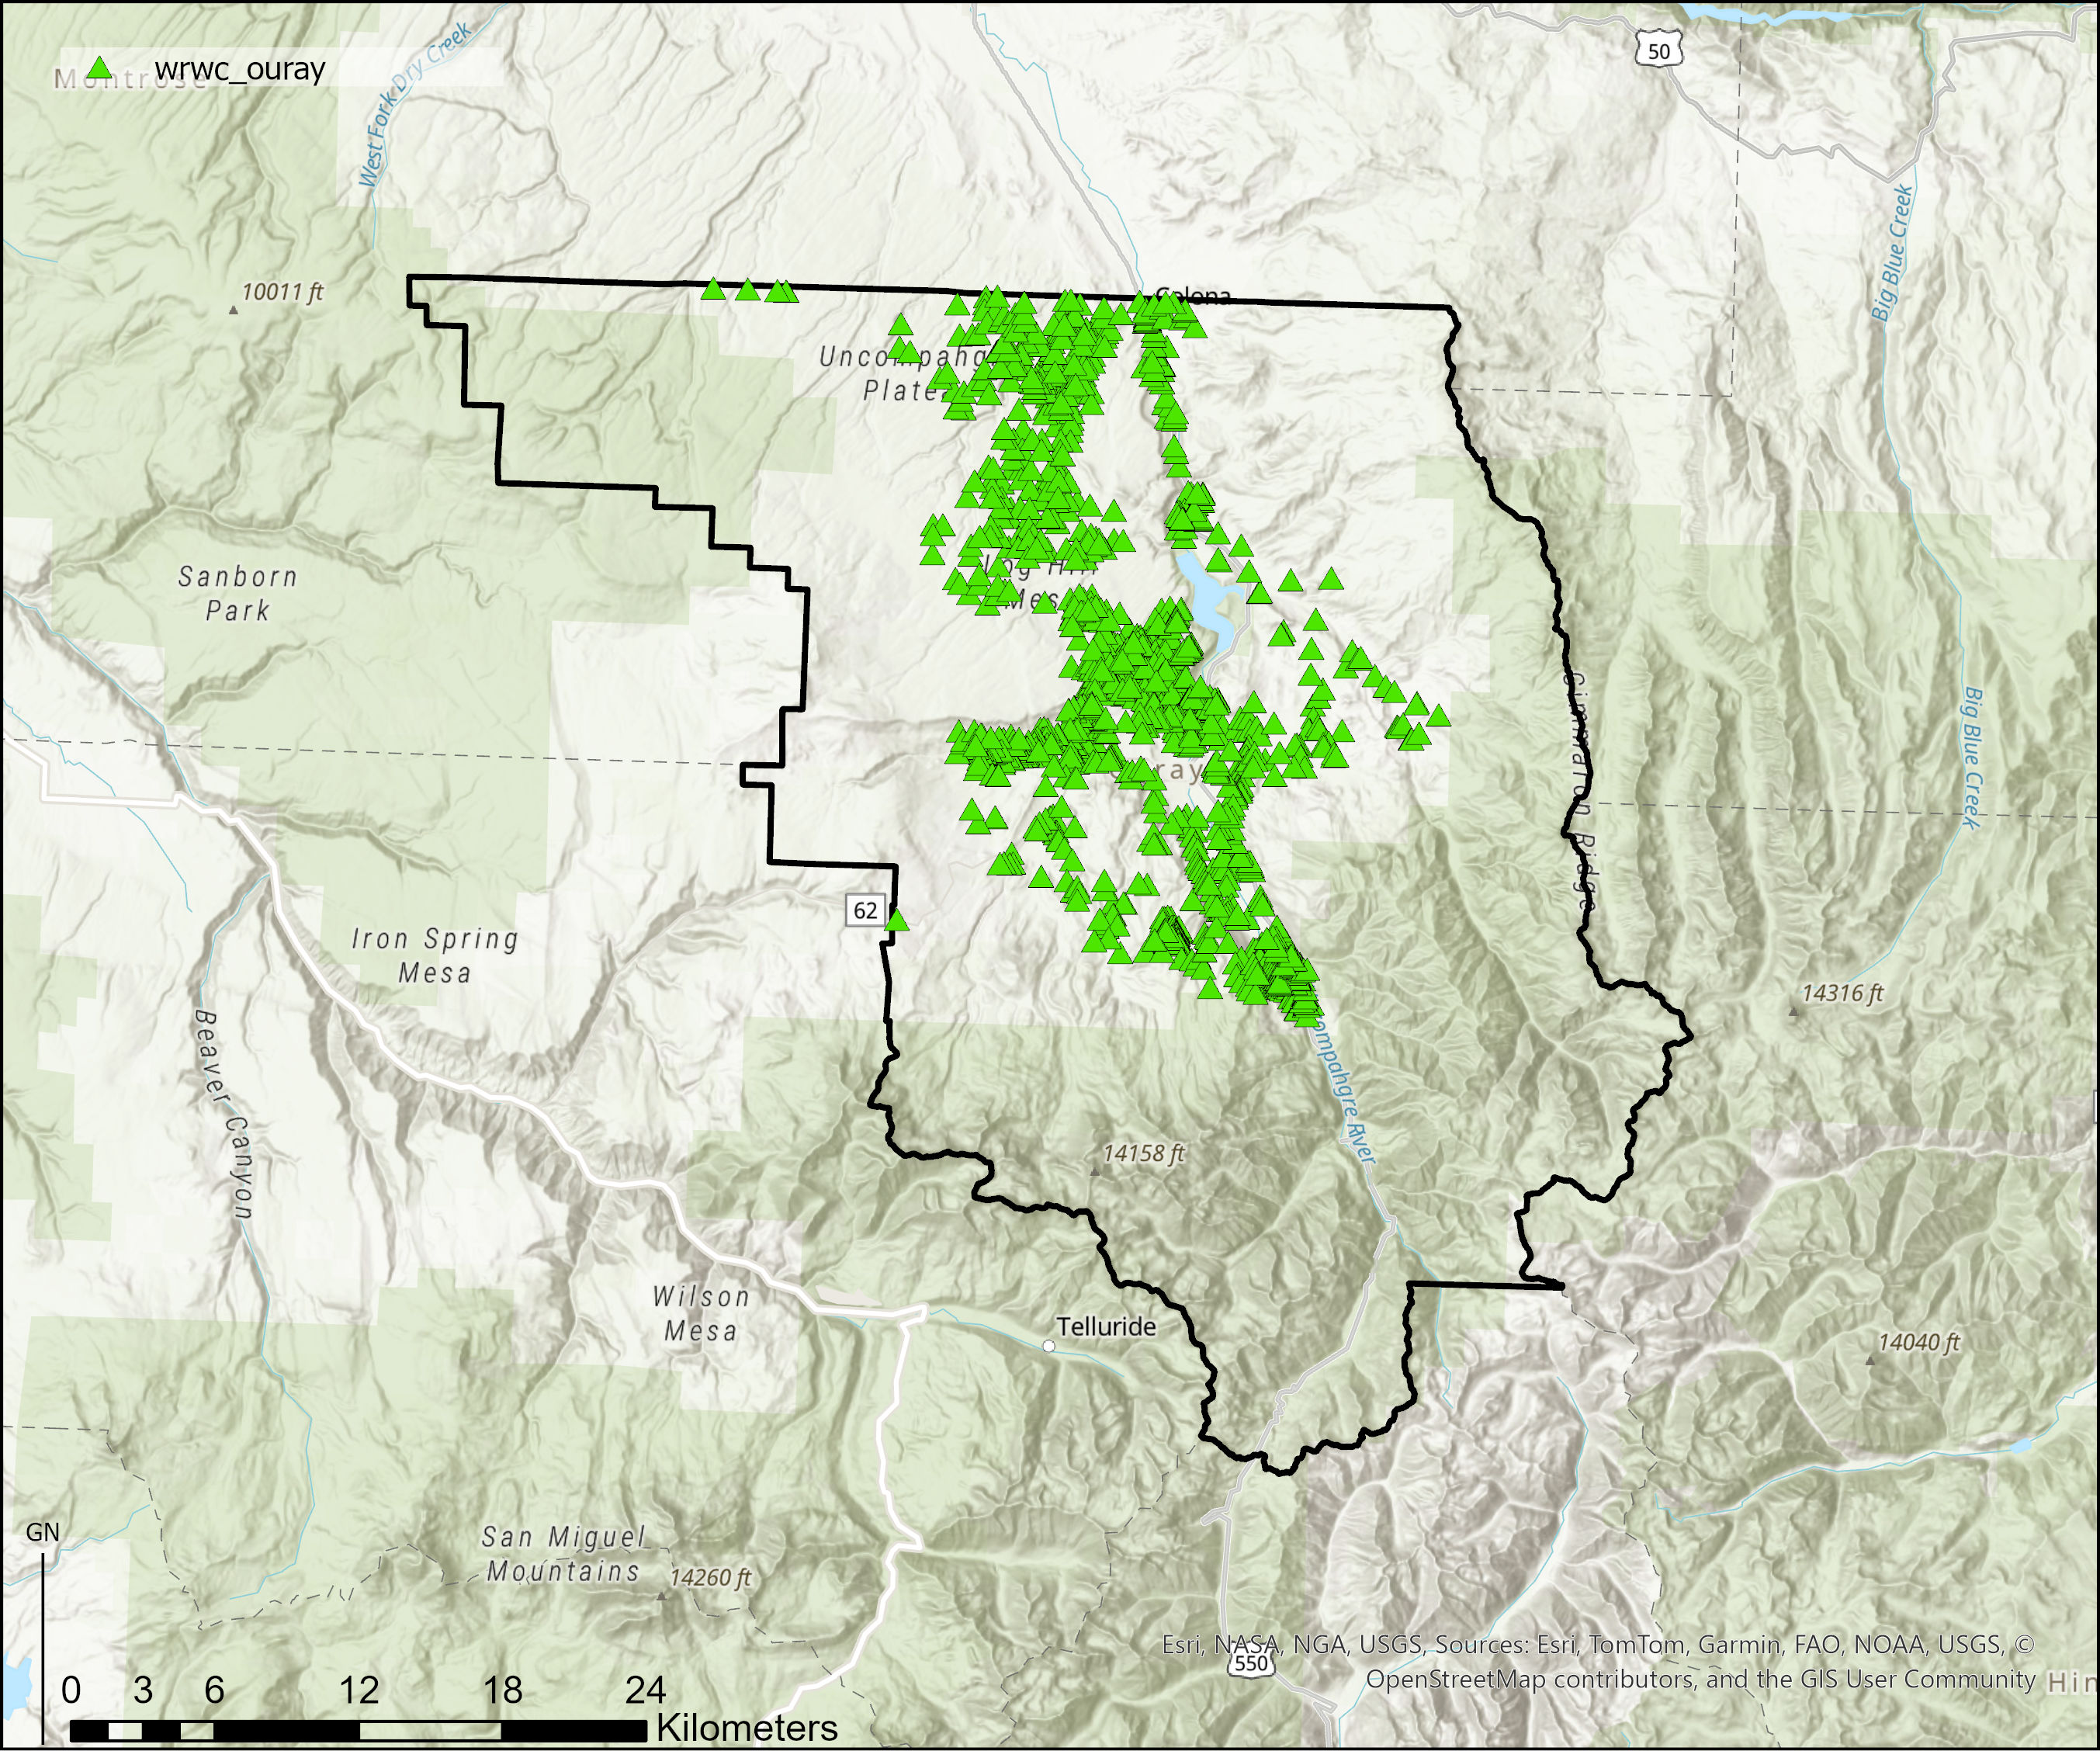 50
wrwc_ouray
Montrose
West Fork Dry Creek
Big Blue Creek
10011 ft
Colona
Uncompahgre
Plateau
Sanborn
Park
Log Hill
Mesa
Cimarron Ridge
Big Blue Creek
Ouray
62
Iron Spring
Mesa
14316 ft
Beaver Canyon
ompahgre River
14158 ft
Wilson
Mesa
Telluride
14040 ft
GN
San Miguel
Mountains
14260 ft
550
Esri, NASA, NGA, USGS, Sources: Esri, TomTom, Garmin, FAO, NOAA, USGS, ©
OpenStreetMap contributors, and the GIS User Community
Hin
0 3 6 12 18 24
Kilometers